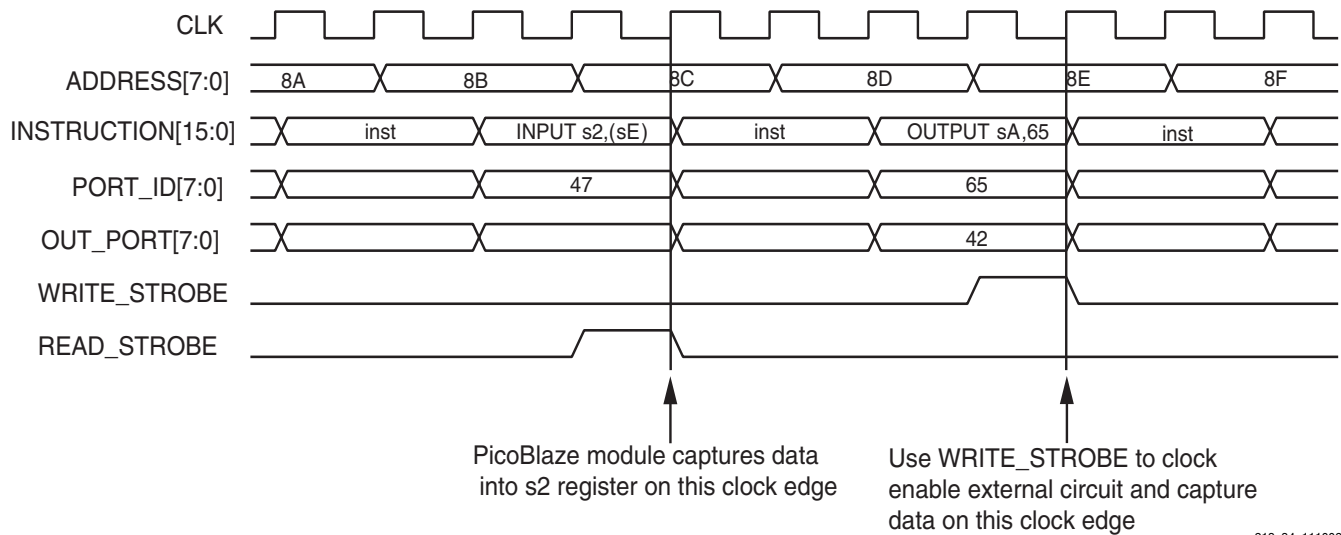 CLK
ADDRESS[7:0] 8A 8B 8C 8D 8E 8F
INSTRUCTION[15:0] inst INPUT s2,(sE) inst OUTPUT sA,65 inst
PORT_ID[7:0] 47 65
OUT_PORT[7:0] 42
WRITE_STROBE
READ_STROBE
PicoBlaze module captures data
into s2 register on this clock edge
Use WRITE_STROBE to clock
enable external circuit and capture
data on this clock edge